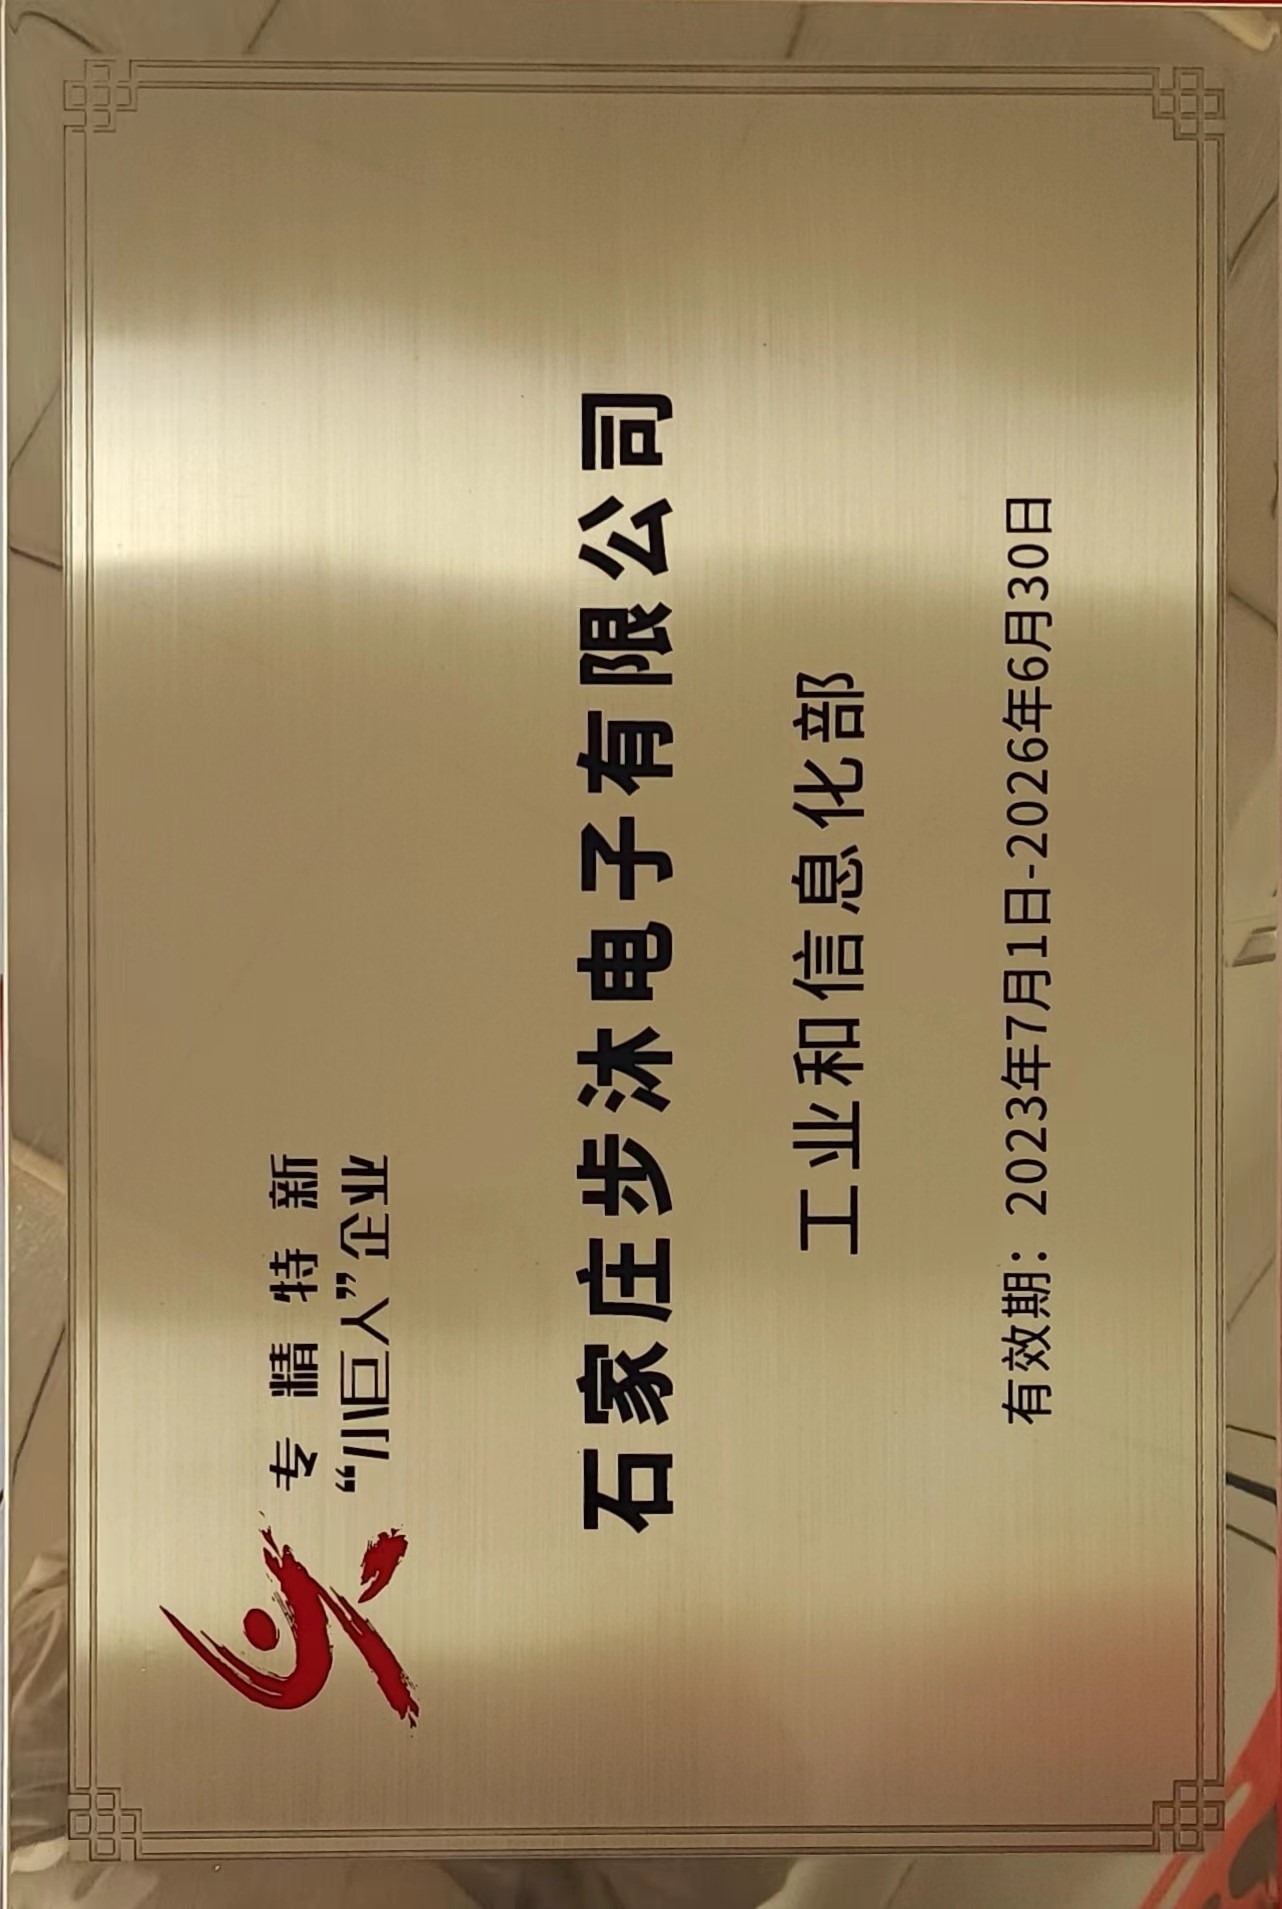 专精特新
“小巨人”企业
石家庄步沐电子有限公司
工业和信息化部
有效期：2023年7月1日-2026年6月30日